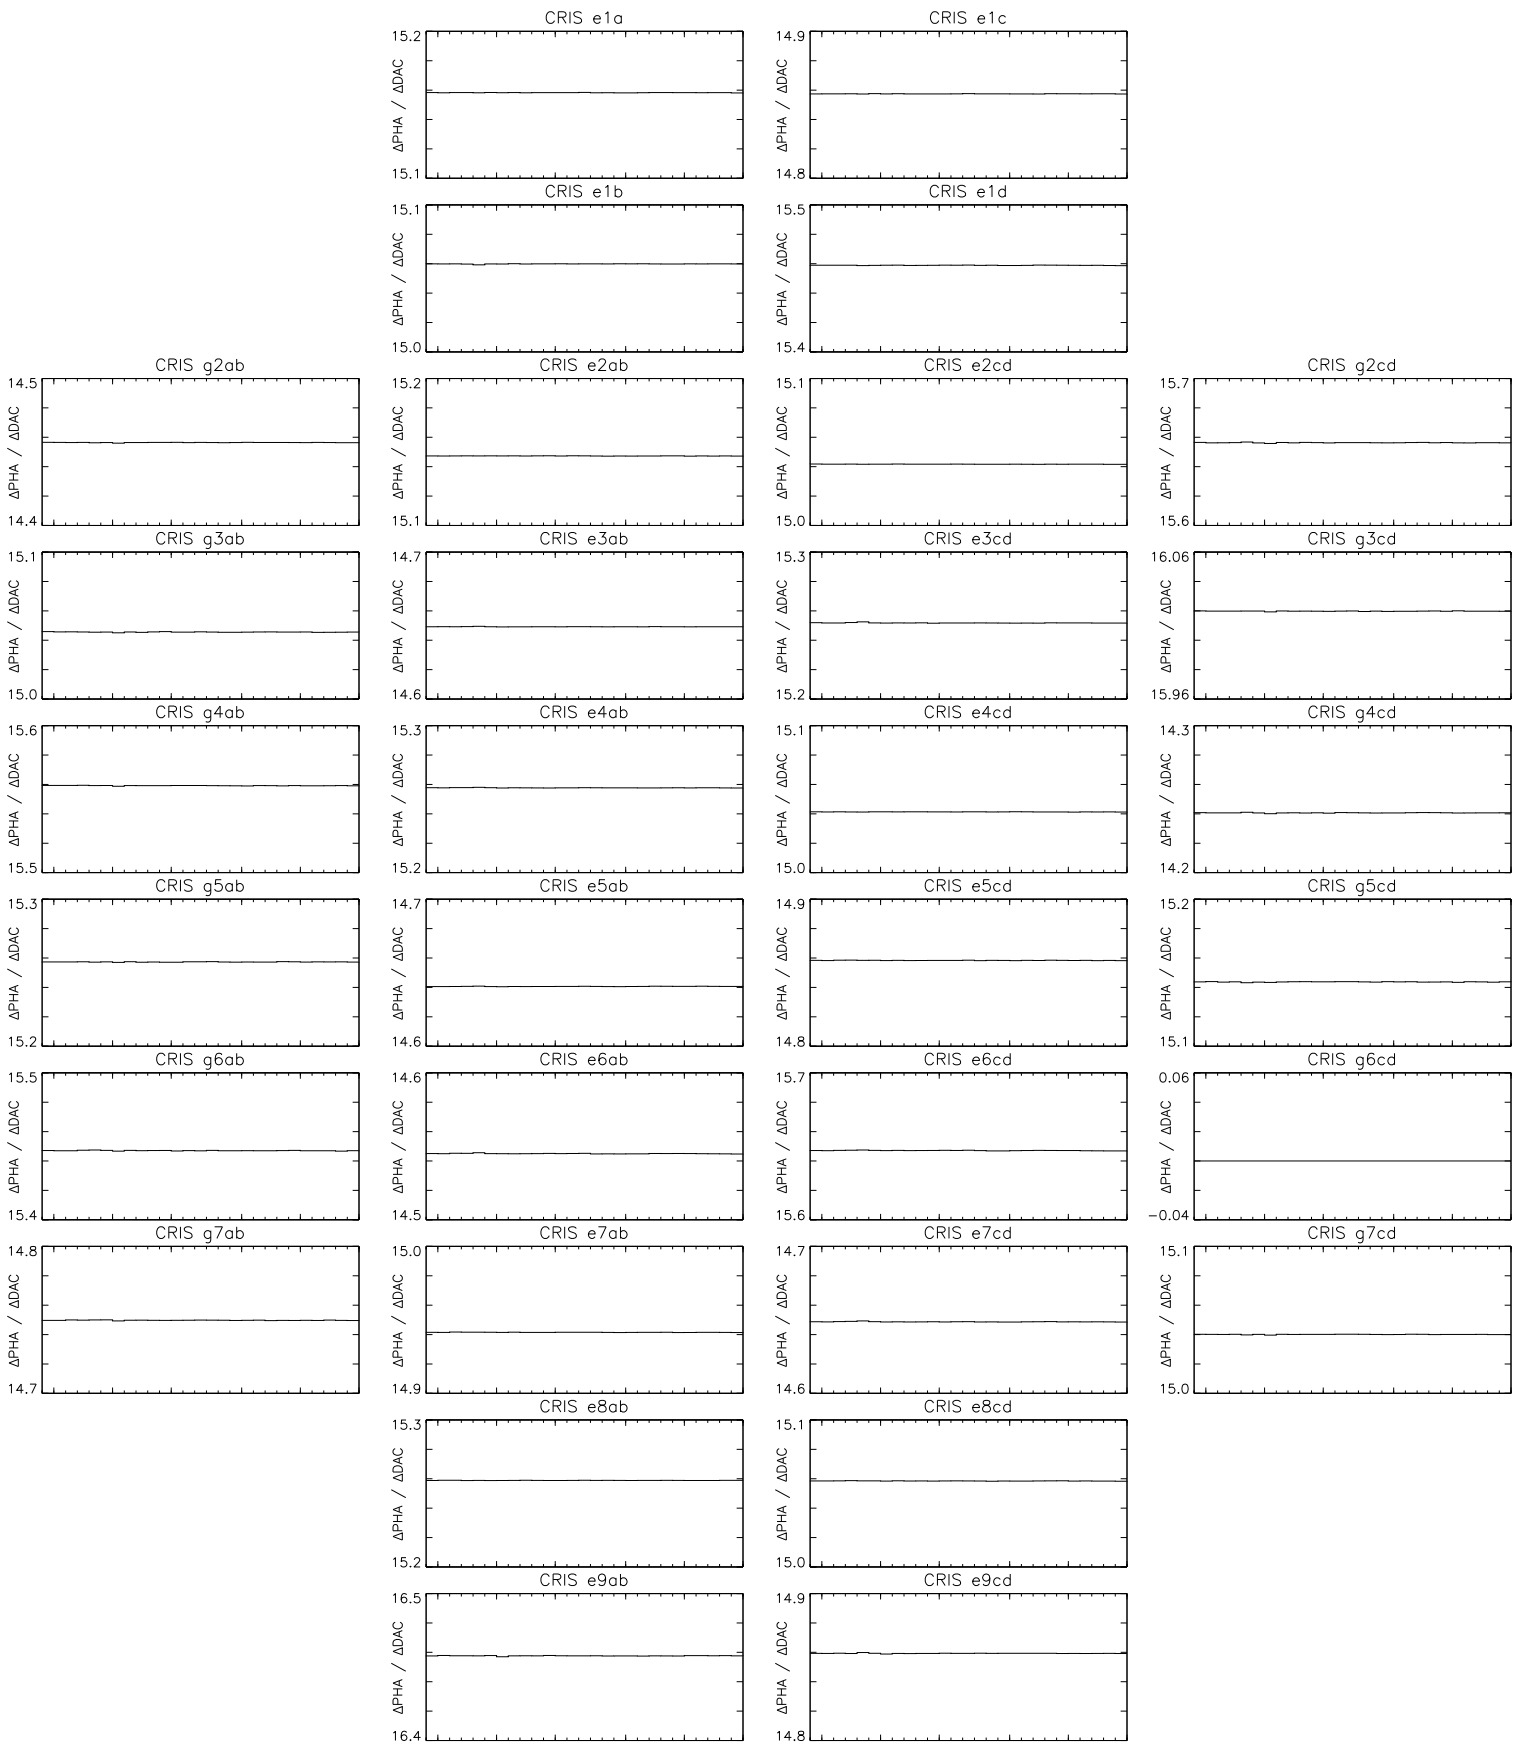 CRIS e1a
CRIS e1c
15.2
ΔPHA / ΔDAC
15.1
14.9
ΔPHA / ΔDAC
14.8
CRIS e1b
CRIS e1d
15.1
ΔPHA / ΔDAC
15.0
15.5
ΔPHA / ΔDAC
15.4
CRIS g2ab
CRIS e2ab
CRIS e2cd
CRIS g2cd
14.5
ΔPHA / ΔDAC
14.4
15.2
ΔPHA / ΔDAC
15.1
15.1
ΔPHA / ΔDAC
15.0
15.7
ΔPHA / ΔDAC
15.6
CRIS g3ab
CRIS e3ab
CRIS e3cd
CRIS g3cd
15.1
ΔPHA / ΔDAC
15.0
14.7
ΔPHA / ΔDAC
14.6
15.3
ΔPHA / ΔDAC
15.2
16.06
ΔPHA / ΔDAC
15.96
CRIS g4ab
CRIS e4ab
CRIS e4cd
CRIS g4cd
15.6
ΔPHA / ΔDAC
15.5
15.3
ΔPHA / ΔDAC
15.2
15.1
ΔPHA / ΔDAC
15.0
14.3
ΔPHA / ΔDAC
14.2
CRIS g5ab
CRIS e5ab
CRIS e5cd
CRIS g5cd
15.3
ΔPHA / ΔDAC
15.2
14.7
ΔPHA / ΔDAC
14.6
14.9
ΔPHA / ΔDAC
14.8
15.2
ΔPHA / ΔDAC
15.1
CRIS g6ab
CRIS e6ab
CRIS e6cd
CRIS g6cd
15.5
ΔPHA / ΔDAC
15.4
14.6
ΔPHA / ΔDAC
14.5
15.7
ΔPHA / ΔDAC
15.6
0.06
ΔPHA / ΔDAC
−0.04
CRIS g7ab
CRIS e7ab
CRIS e7cd
CRIS g7cd
14.8
ΔPHA / ΔDAC
14.7
15.0
ΔPHA / ΔDAC
14.9
14.7
ΔPHA / ΔDAC
14.6
15.1
ΔPHA / ΔDAC
15.0
CRIS e8ab
CRIS e8cd
15.3
ΔPHA / ΔDAC
15.2
15.1
ΔPHA / ΔDAC
15.0
CRIS e9ab
CRIS e9cd
16.5
ΔPHA / ΔDAC
16.4
14.9
ΔPHA / ΔDAC
14.8